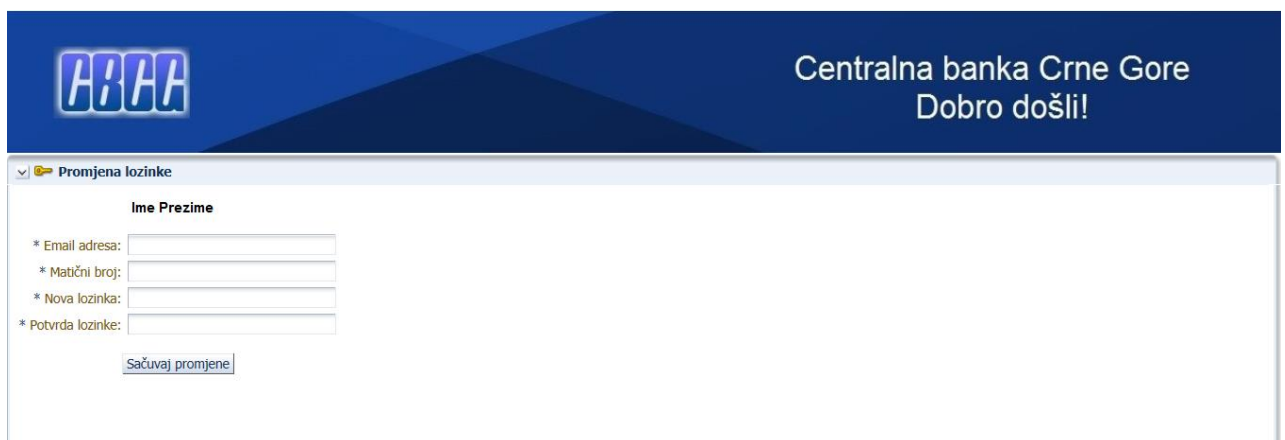 CBCG
Centralna banka Crne Gore
Dobro došli!
Promjena lozinke
Ime Prezime
* Email adresa:
* Matični broj:
* Nova lozinka:
* Potvrda lozinke:
Sačuvaj promjene